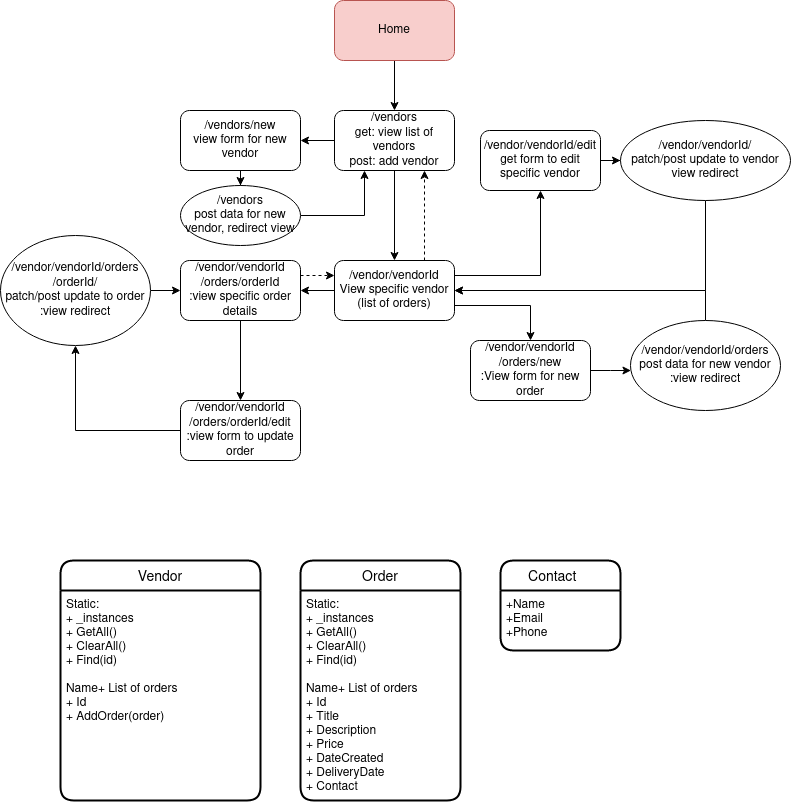 Home
/vendors
get: view list of
vendors
post: add vendor
/vendors/new
view form for new
vendor
/vendor/vendorId/edit
get form to edit
specific vendor
/vendor/vendorId/
patch/post update to vendor
view redirect
/vendors
post data for new
vendor, redirect view
/vendor/vendorId/orders
/orderId/
patch/post update to order
:view redirect
/vendor/vendorId
/orders/orderId
:view specific order
details
/vendor/vendorId
View specific vendor
(list of orders)
/vendor/vendorId
/orders/new
:View form for new
order
/vendor/vendorId/orders
post data for new vendor
:view redirect
/vendor/vendorId
/orders/orderId/edit
:view form to update
order
Vendor
Static:
+ _instances
+ GetAll()
+ ClearAll()
+ Find(id)
Name+ List of orders
+ Id
+ AddOrder(order)
Order
Static:
+ _instances
+ GetAll()
+ ClearAll()
+ Find(id)
Name+ List of orders
+ Id
+ Title
+ Description
+ Price
+ DateCreated
+ DeliveryDate
+ Contact
Contact
+Name
+Email
+Phone